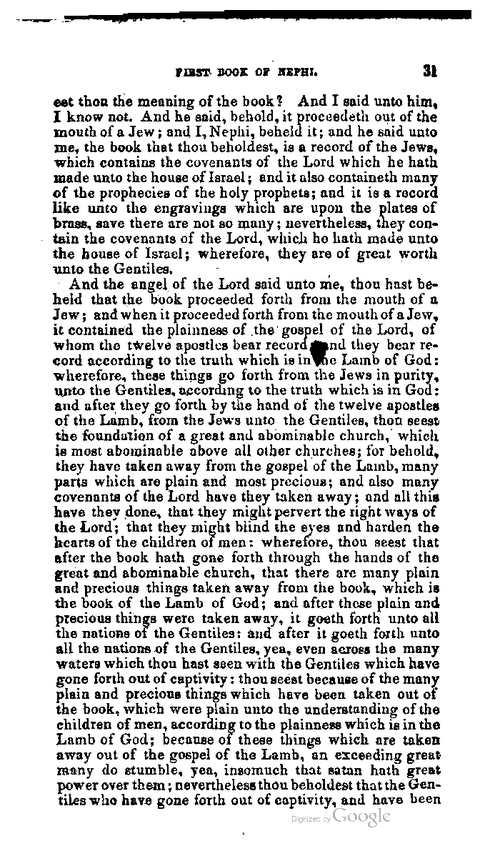 FIRST BOOK OF NEPHI. 31
est thou the meaning of the book? And I said unto him,
I know not. And he said, behold, it proceedeth out of the
mouth of a Jew; and I, Nephi, beheld it; and he said unto
me, the book that thou beholdest, is a record of the Jews,
which contains the covenants of the Lord which he hath
made unto the house of Israel; and it also containeth many
of the prophecies of the holy prophets; and it is a record
like unto the engravings which are upon the plates of
brass, save there are not so many; nevertheless, they con-
tain the covenants of the Lord, which he hath made unto
the house of Israel; wherefore, they are of great worth
unto the Gentiles.
And the angel of the Lord said unto me, thou hast be-
held that the book proceeded forth from the mouth of a
Jew; and when it proceeded forth from the mouth of a Jew,
it contained the plainness of the gospel of the Lord, of
whom the twelve apostles bear record and they bear re-
cord according to the truth which is in the Lamb of God:
wherefore, these things go forth from the Jews in purity,
unto the Gentiles, according to the truth which is in God:
and after they go forth by the hand of the twelve apostles
of the Lamb, from the Jews unto the Gentiles, thou seest
the foundation of a great and abominable church, which
is most abominable above all other churches; for behold,
they have taken away from the gospel of the Lamb, many
parts which are plain and most precious; and also many
covenants of the Lord have they taken away; and all this
have they done, that they might pervert the right ways of
the Lord; that they might blind the eyes and harden the
hearts of the children of men: wherefore, thou seest that
after the book hath gone forth through the hands of the
great and abominable church, that there are many plain
and precious things taken away from the book, which is
the book of the Lamb of God; and after these plain and
precious things were taken away, it goeth forth unto all
the nations of the Gentiles: and after it goeth forth unto
all the nations of the Gentiles, yea, even across the many
waters which thou hast seen with the Gentiles which have
gone forth out of captivity: thou seest because of the many
plain and precious things which have been taken out of
the book, which were plain unto the understanding of the
children of men, according to the plainness which is in the
Lamb of God; because of these things which are taken
away out of the gospel of the Lamb, an exceeding great
many do stumble, yea, insomuch that satan hath great
power over them; nevertheless thou beholdest that the Gen-
tiles who have gone forth out of captivity, and have been
Digitized by Google